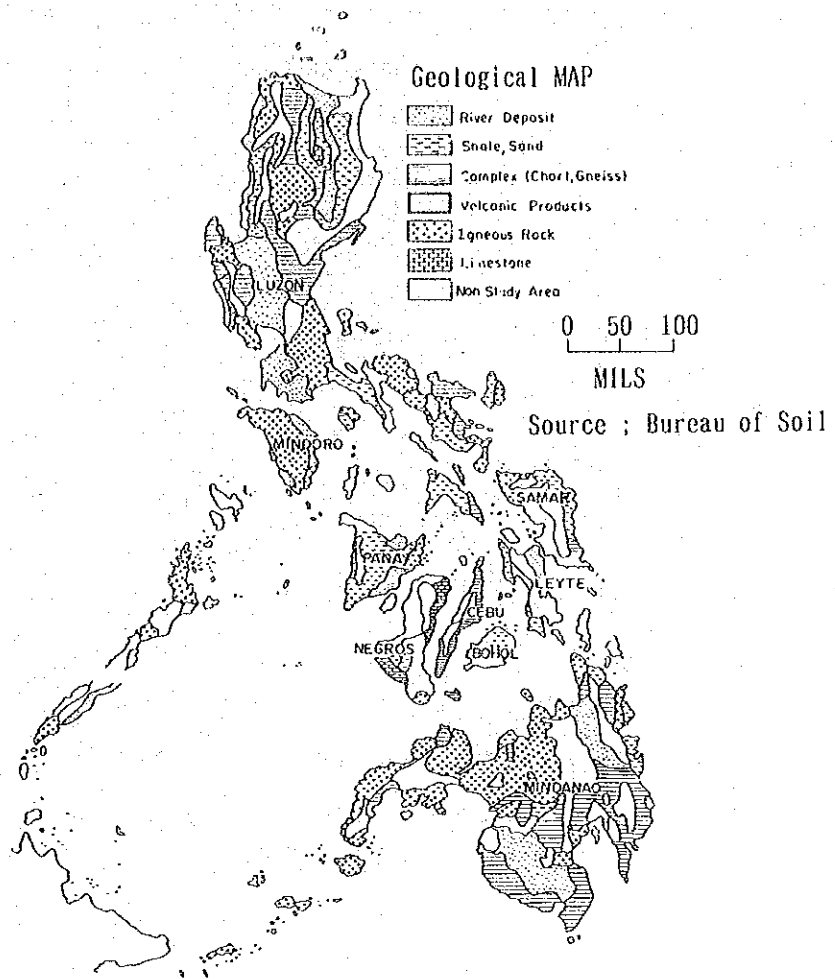 Geological MAP
River Deposit
Shale, Sand
Complex (Chort, Gneiss)
Volcanic Products
Igneous Rock
Limestone
Non Study Area
0 50 100
MILS
Source ; Bureau of Soil
LUZON
MINDORO
SAMAR
PANAY
LEYTE
CEBU
NEGROS
BOHOL
MINDANAO